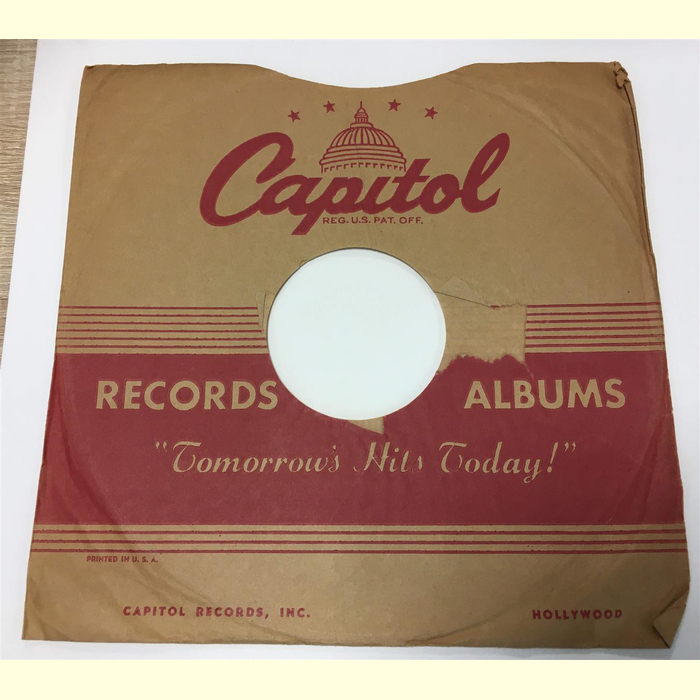 Capitol
REG. U.S. PAT. OFF.
RECORDS ALBUMS
"Tomorrow's Hits Today!"
PRINTED IN U. S. A.
CAPITOL RECORDS, INC. HOLLYWOOD